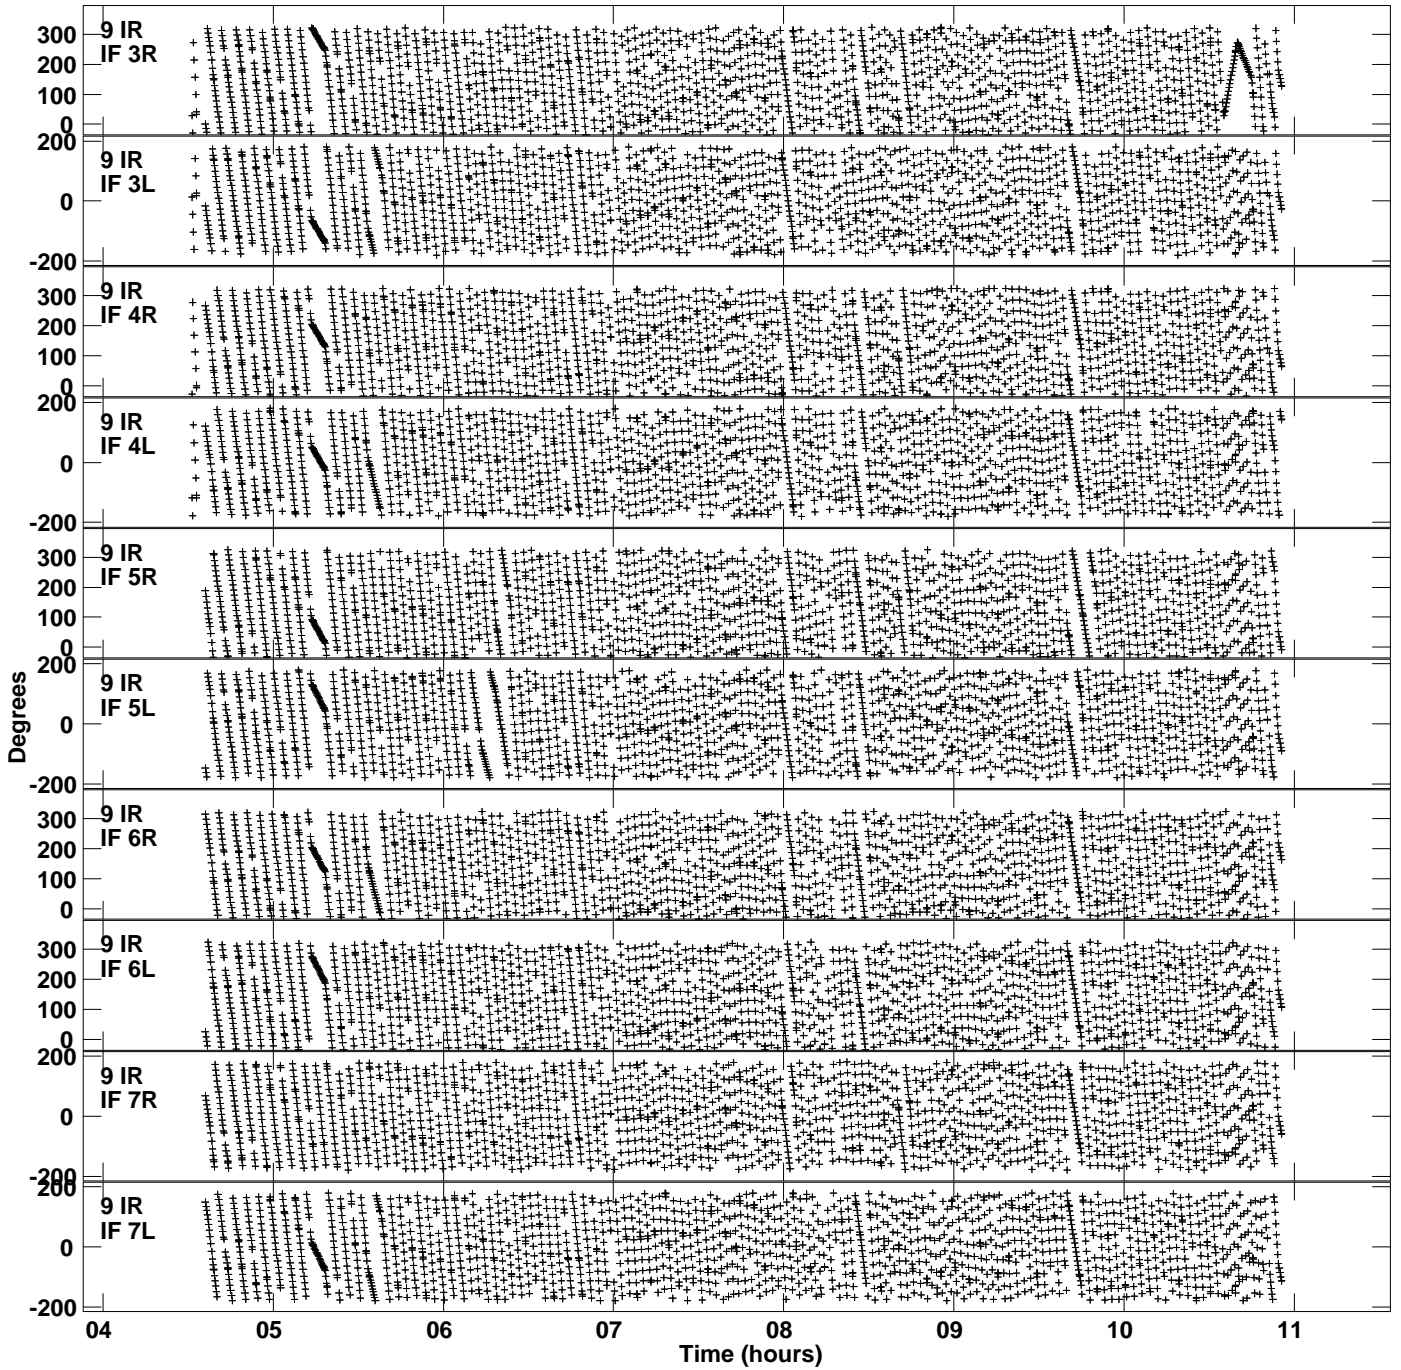 9 IR
IF 3R
300
200
100
0
200
9 IR
IF 3L
0
-200
9 IR
IF 4R
300
200
100
0
200
9 IR
IF 4L
0
-200
9 IR
IF 5R
300
200
100
0
200
9 IR
IF 5L
0
-200
Degrees
9 IR
IF 6R
300
200
100
0
9 IR
IF 6L
300
200
100
0
200
9 IR
IF 7R
0
-200
200
9 IR
IF 7L
0
-200
04 05 06 07 08 09 10 11
Time (hours)